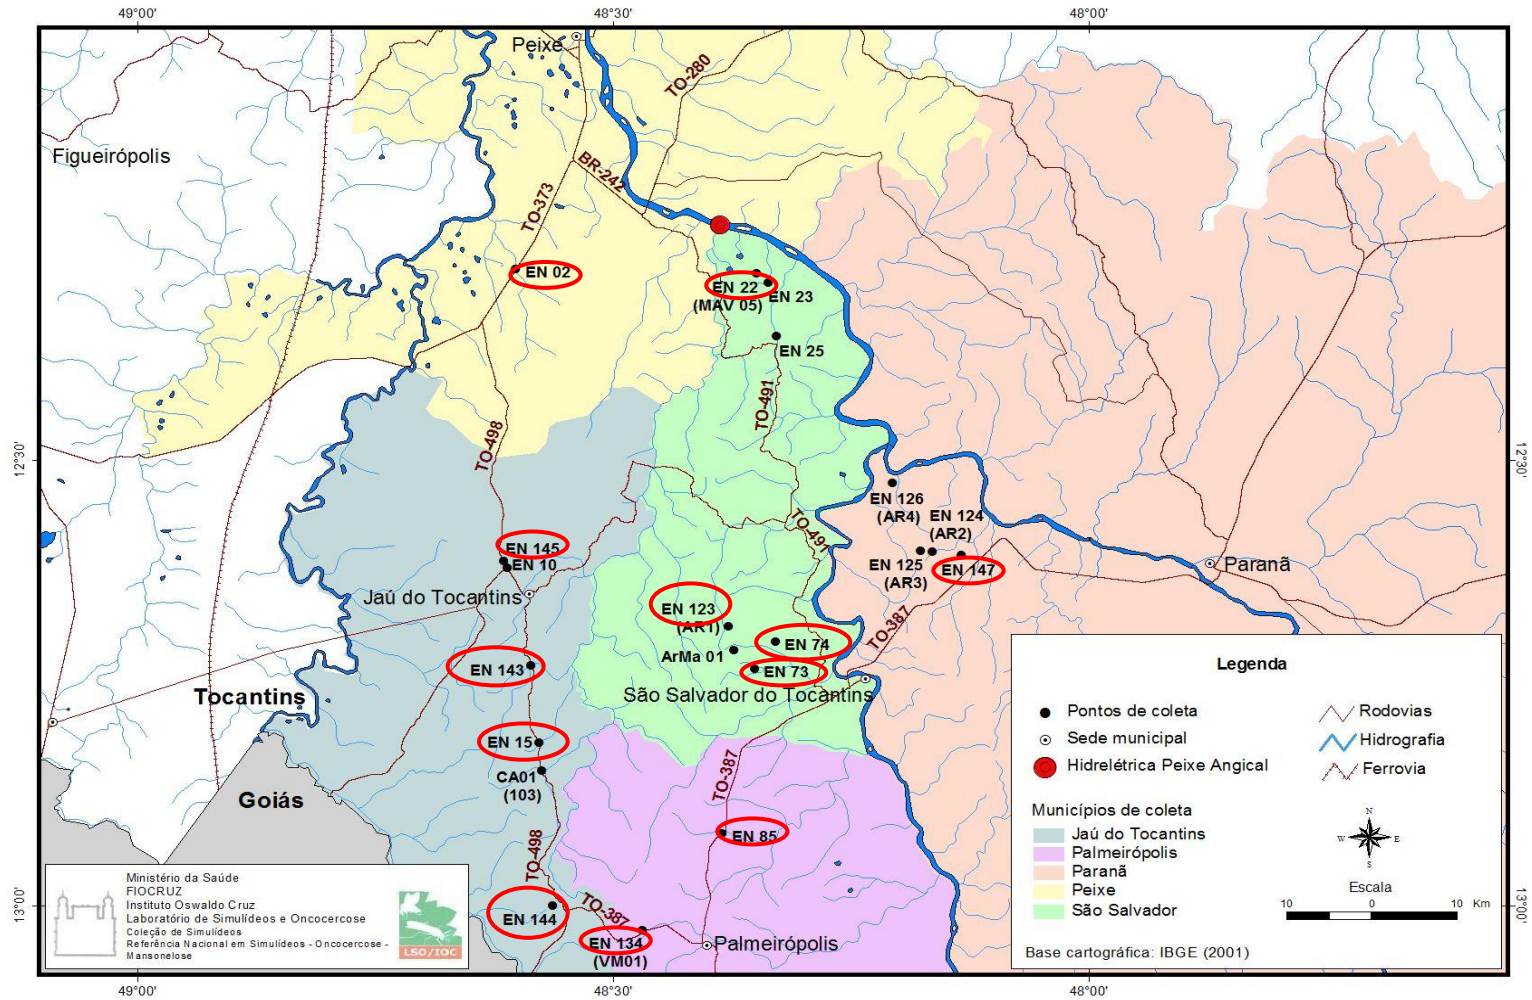 49°00'
48°30'
48°00'
Peixe
TO-280
Figueirópolis
BR-242
TO-373
EN 02
EN 22
(MAV 05)
EN 23
EN 25
TO-491
TO-498
12°30'
12°30'
EN 126
(AR4)
EN 124
(AR2)
TO-491
EN 145
EN 10
EN 125
(AR3)
EN 147
Paranã
Jaú do Tocantins
EN 123
(AR1)
EN 74
TO-387
ArMa 01
EN 143
EN 73
São Salvador do Tocantins
Tocantins
EN 15
CA01
(103)
TO-387
Goiás
EN 85
TO-498
EN 144
TO-387
EN 134
(VM01)
Palmeirópolis
13°00'
13°00'
Legenda
Pontos de coleta
Sede municipal
Hidrelétrica Peixe Angical
Rodovias
Hidrografia
Ferrovia
Municípios de coleta
Jaú do Tocantins
Palmeirópolis
Paranã
Peixe
São Salvador
N
W
E
S
Escala
10 0 10 Km
Base cartográfica: IBGE (2001)
Ministério da Saúde
FIOCRUZ
Instituto Oswaldo Cruz
Laboratório de Simulídeos e Oncocercose
Coleção de Simulídeos
Referência Nacional em Simulídeos - Oncocercose -
Mansonelose
LSO/IOC
49°00'
48°30'
48°00'